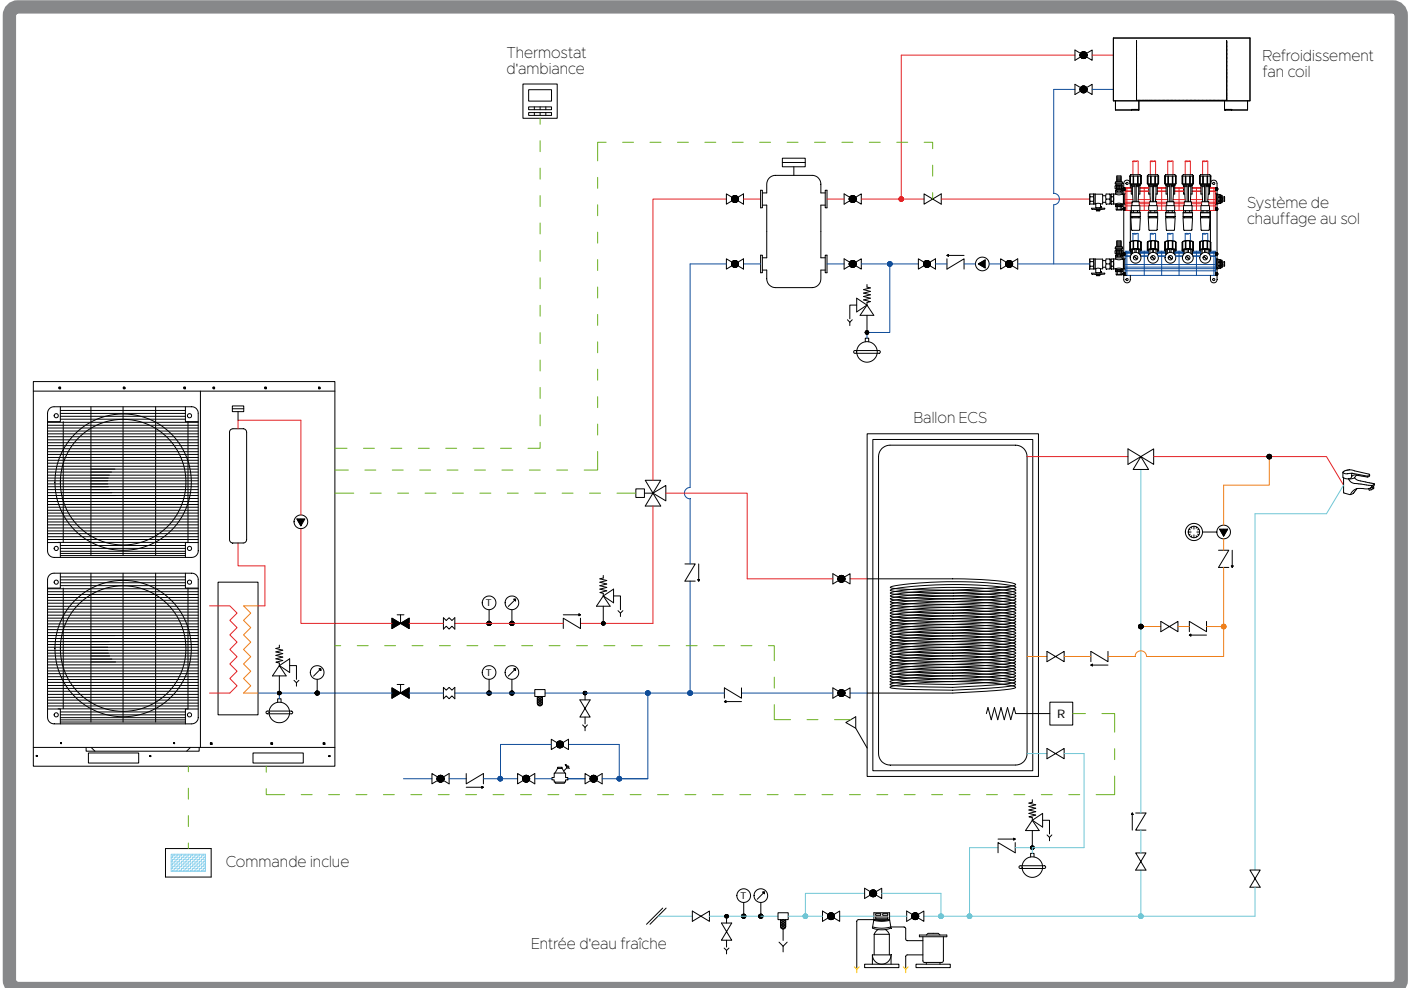 Thermostat
d'ambiance
Refroidissement
fan coil
Système de
chauffage au sol
Ballon ECS
T
T
R
Commande inclue
T
Entrée d'eau fraîche